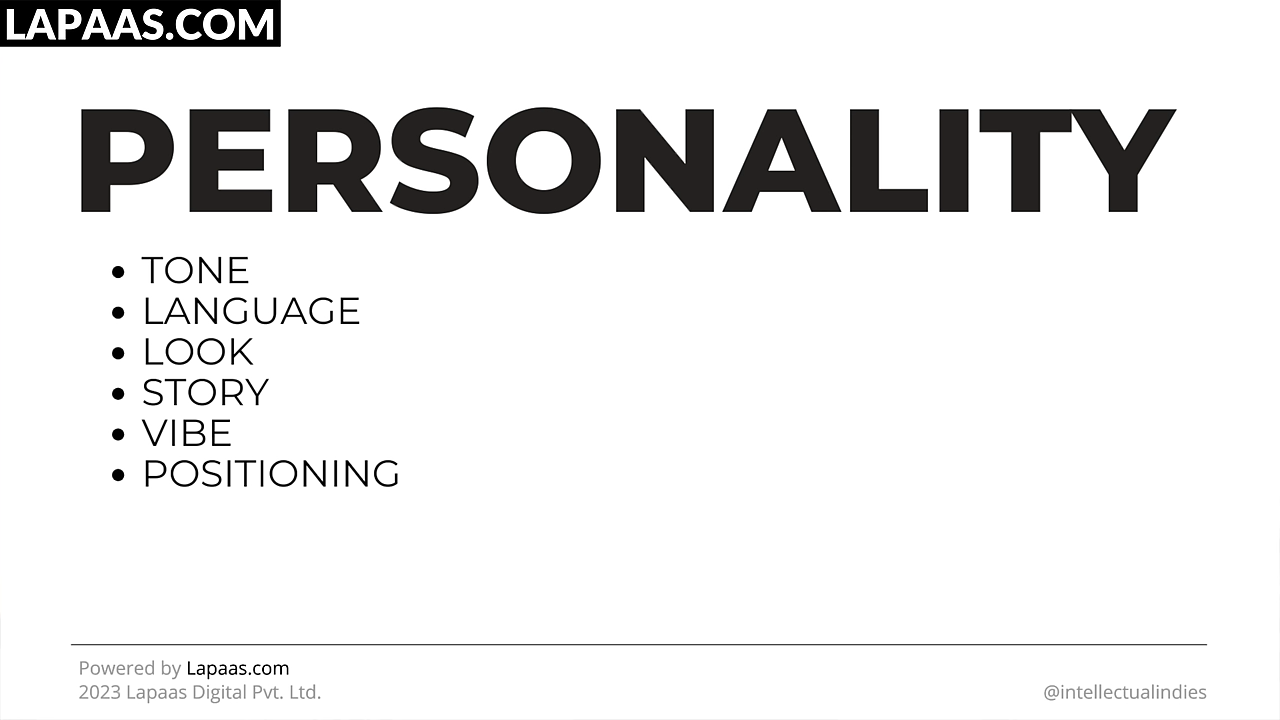 LAPAAS.COM
PERSONALITY
• TONE
• LANGUAGE
• LOOK
• STORY
• VIBE
• POSITIONING
Powered by Lapaas.com
2023 Lapaas Digital Pvt. Ltd.
@intellectualindies